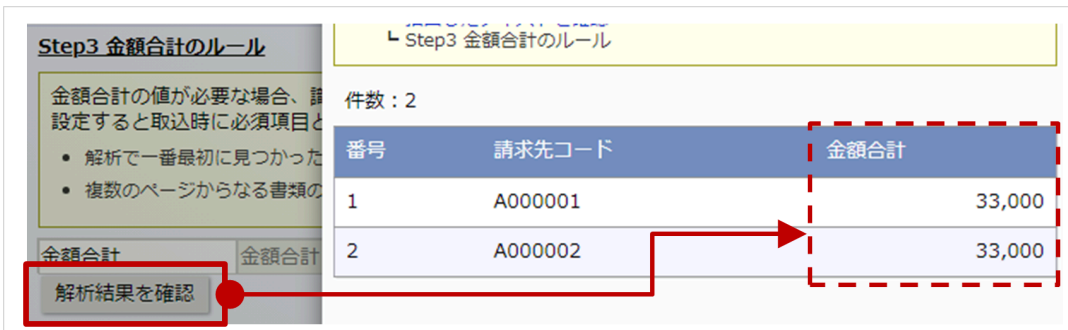 Step3 金額合計のルール
金額合計の値が必要な場合、
設定すると取込時に必須項目と
• 解析で一番最初に見つかった
• 複数のページからなる書類の
金額合計 金額合計
解析結果を確認
┗ Step3 金額合計のルール
件数：2
番号 請求先コード 金額合計
1 A000001 33,000
2 A000002 33,000